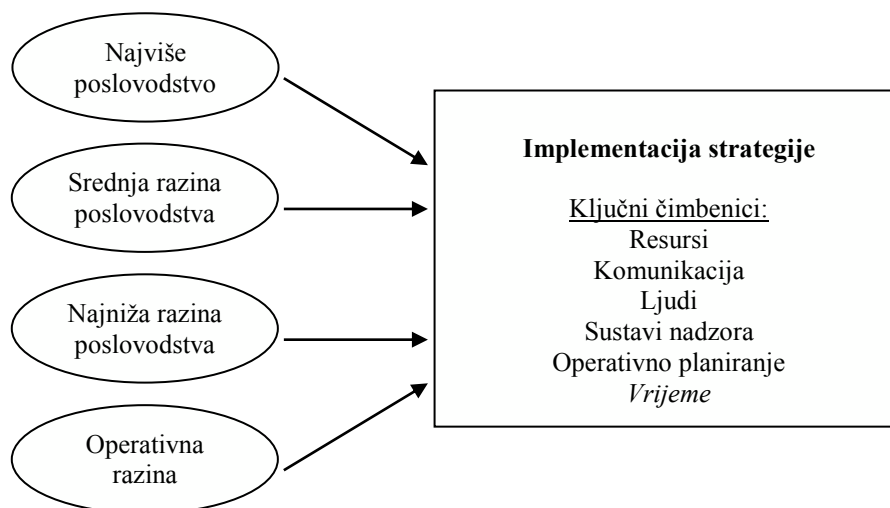 Najviše
poslovodstvo
Srednja razina
poslovodstva
Najniža razina
poslovodstva
Operativna
razina
Implementacija strategije
Ključni čimbenici:
Resursi
Komunikacija
Ljudi
Sustavi nadzora
Operativno planiranje
Vrijeme